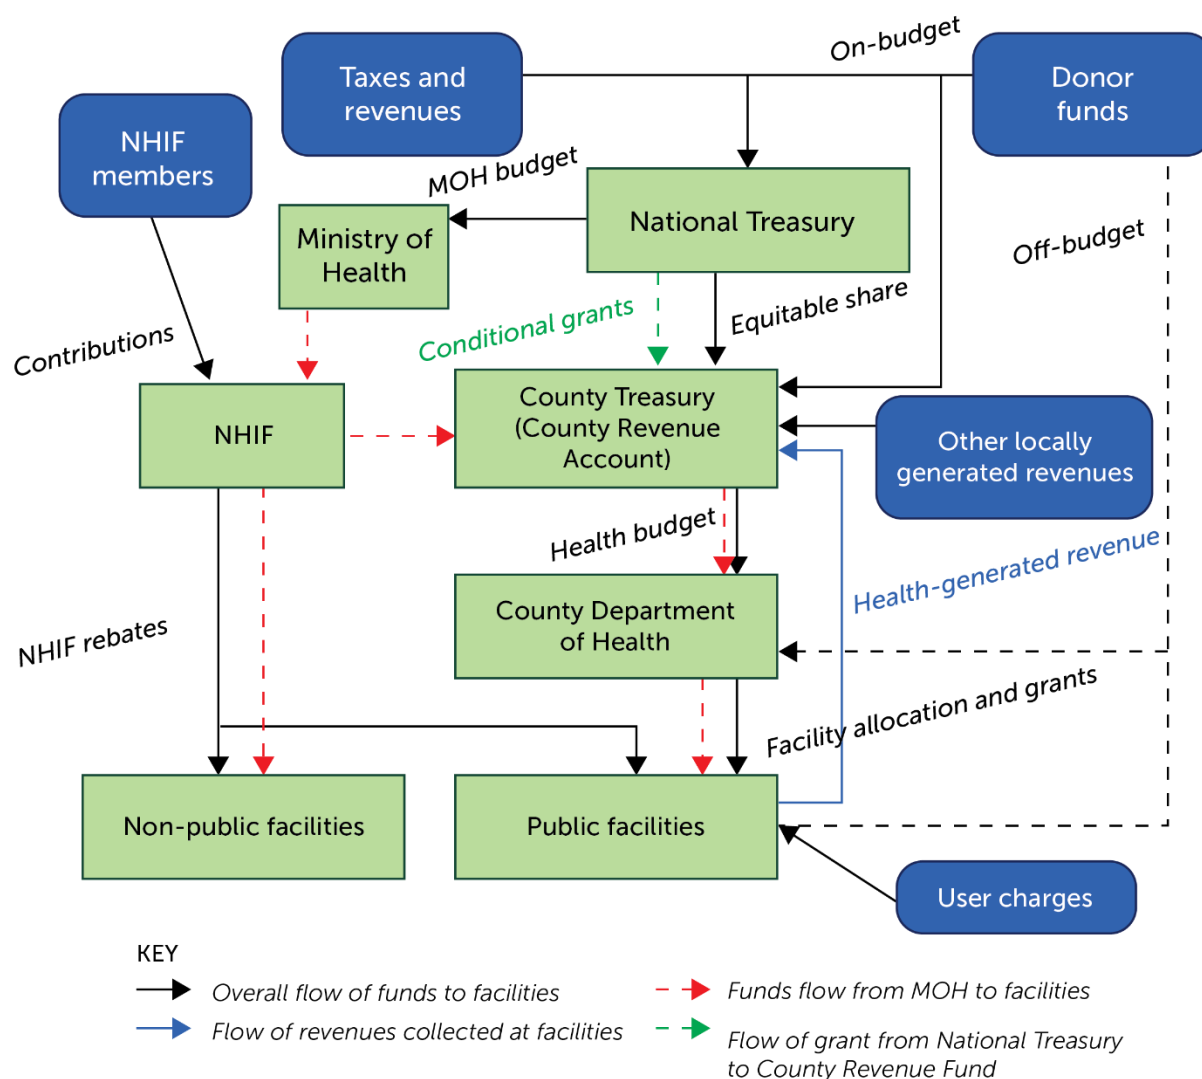 On-budget
Taxes and
revenues
Donor
funds
NHIF
members
MOH budget
National Treasury
Ministry of
Health
Off-budget
Conditional grants
Equitable share
Contributions
NHIF
County Treasury
(County Revenue
Account)
Other locally
generated revenues
Health budget
Health-generated revenue
County Department
of Health
NHIF rebates
Facility allocation and grants
Non-public facilities
Public facilities
User charges
KEY
Overall flow of funds to facilities
Flow of revenues collected at facilities
Funds flow from MOH to facilities
Flow of grant from National Treasury
to County Revenue Fund